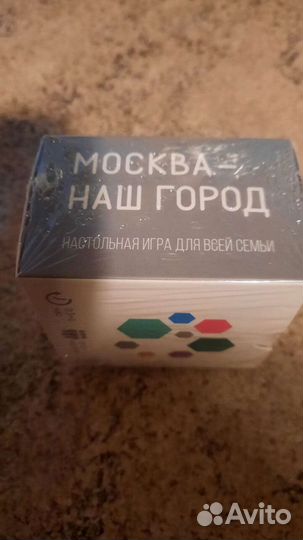 МОСКВА –
НАШ ГОРОД
НАСТОЛЬНАЯ ИГРА ДЛЯ ВСЕЙ СЕМЬИ
Avito